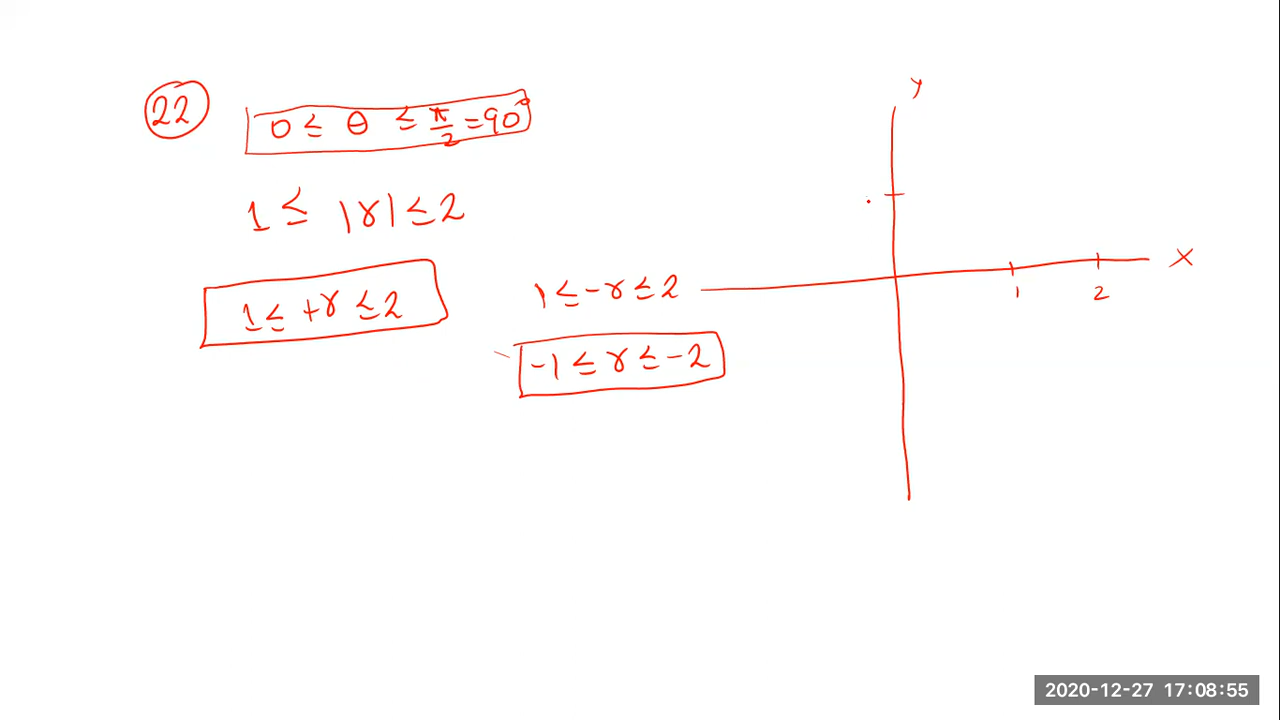 22
0 ≤ θ ≤ π/2 = 90°
1 ≤ |r| ≤ 2
1 ≤ +r ≤ 2
1 ≤ -r ≤ 2
-1 ≤ r ≤ -2
y
x
1
2
2020-12-27 17:08:55